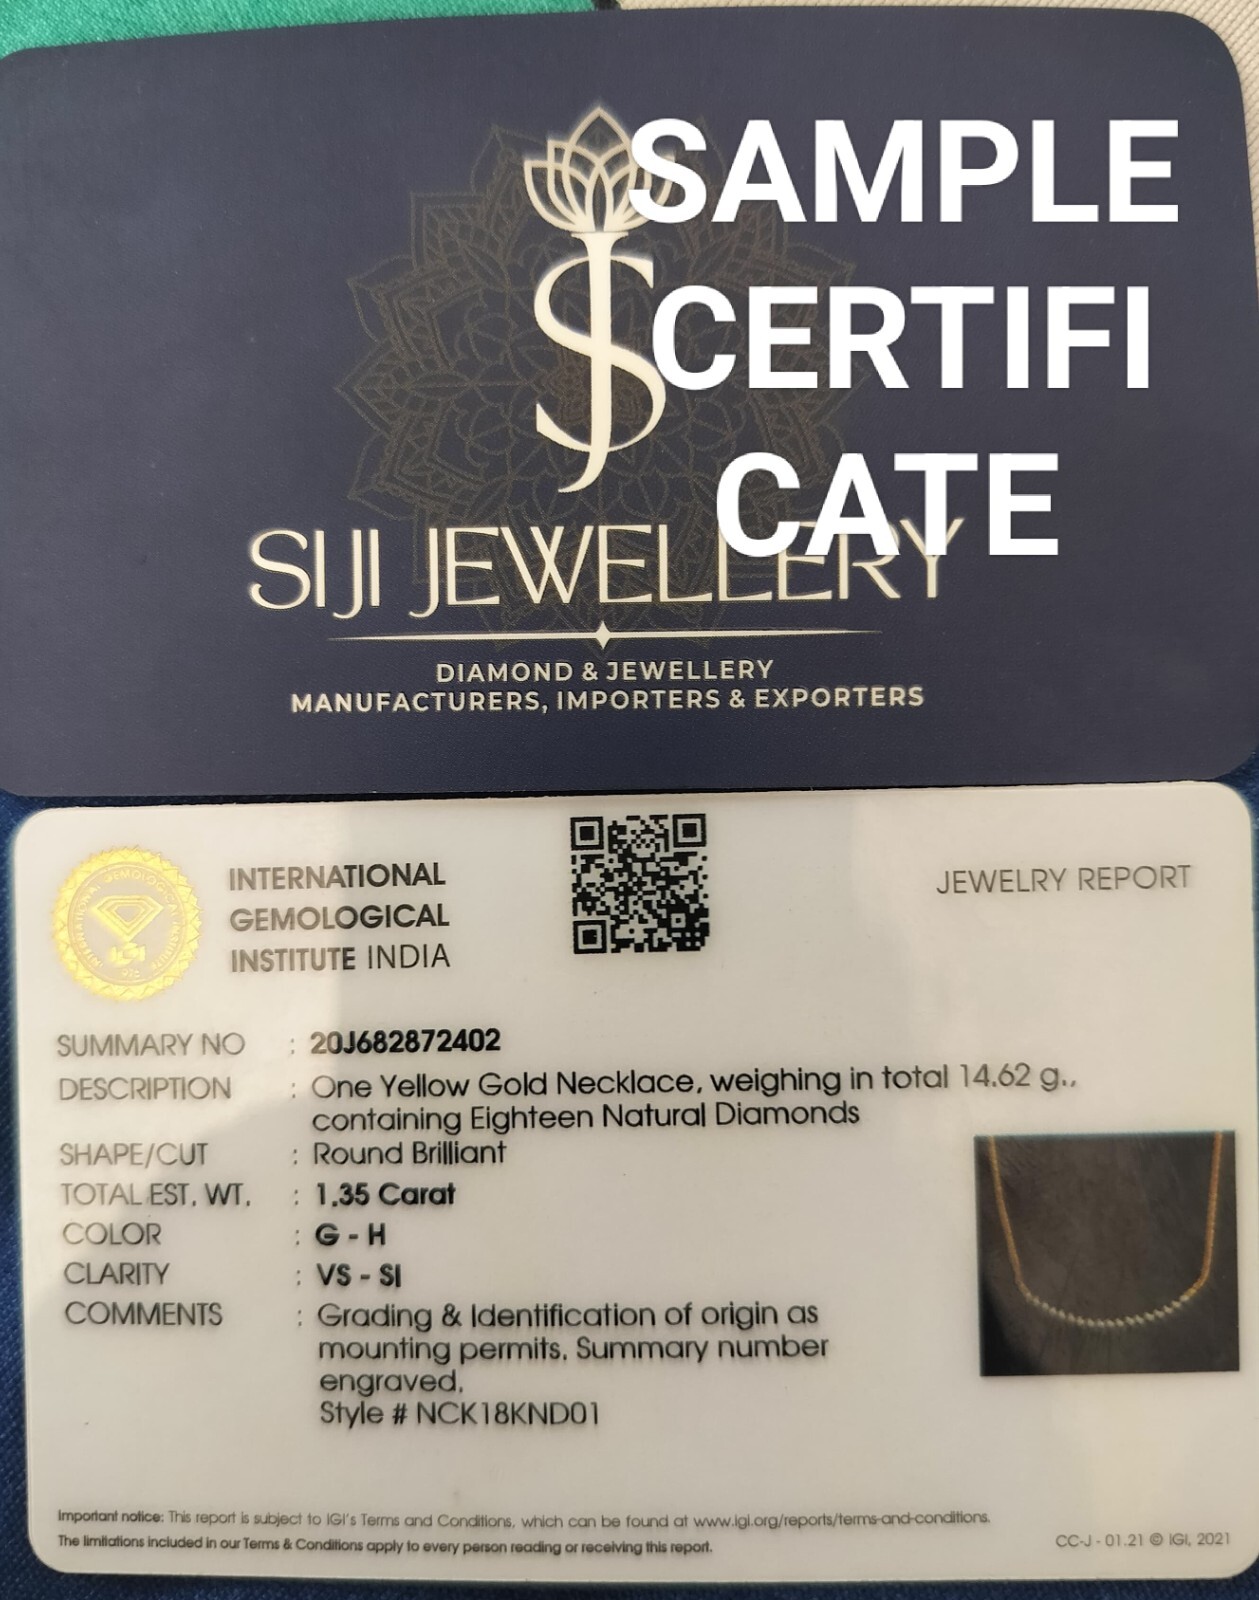 SAMPLE
CERTIFI
CATE
SIJI JEWELLERY
DIAMOND & JEWELLERY
MANUFACTURERS, IMPORTERS & EXPORTERS
INTERNATIONAL
GEMOLOGICAL
INSTITUTE INDIA
JEWELRY REPORT
SUMMARY NO : 20J682872402
DESCRIPTION : One Yellow Gold Necklace, weighing in total 14.62 g.,
containing Eighteen Natural Diamonds
SHAPE/CUT : Round Brilliant
TOTAL EST. WT. : 1.35 Carat
COLOR : G - H
CLARITY : VS - SI
COMMENTS : Grading & Identification of origin as
mounting permits. Summary number
engraved.
Style # NCK18KND01
Important notice: This report is subject to IGI's Terms and Conditions, which can be found at www.igi.org/reports/terms-and-conditions.
The limitations included in our Terms & Conditions apply to every person reading or receiving this report.
CC-J - 01.21 © IGI, 2021